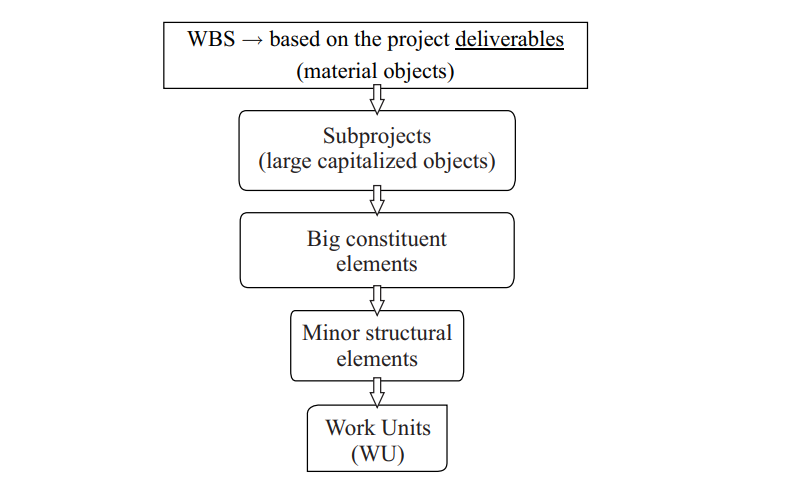 WBS → based on the project deliverables
(material objects)
Subprojects
(large capitalized objects)
Big constituent
elements
Minor structural
elements
Work Units
(WU)